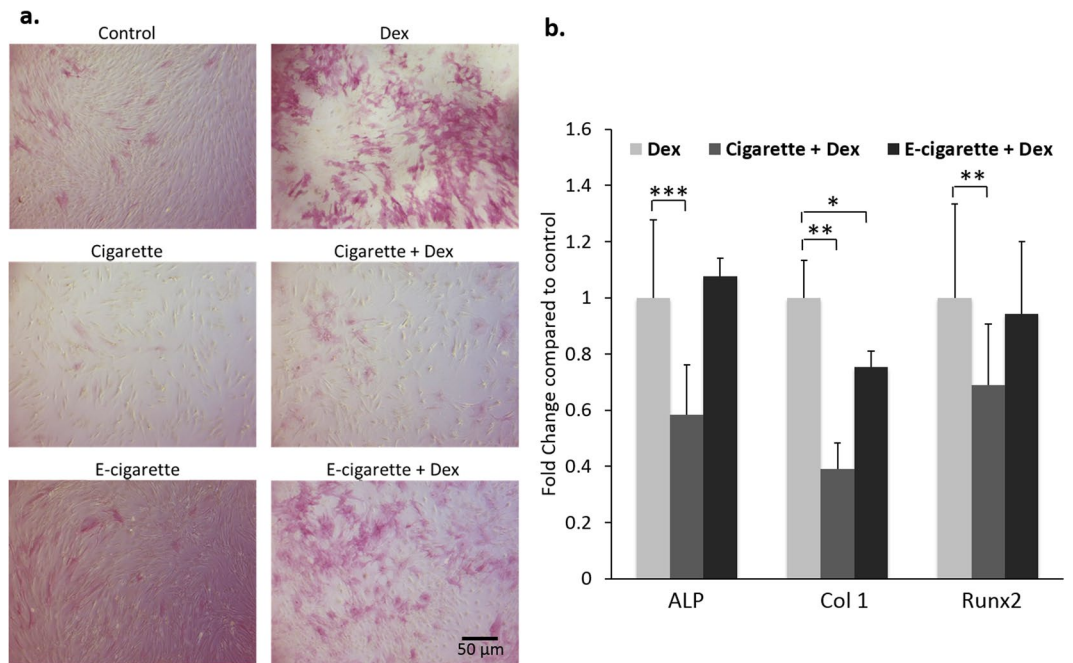 a.
Control
Dex
Cigarette
Cigarette + Dex
E-cigarette
E-cigarette + Dex
50 µm
b.
Fold Change compared to control
1.6
1.4
1.2
1
0.8
0.6
0.4
0.2
0
Dex Cigarette + Dex E-cigarette + Dex
***
*
**
**
ALP Col 1 Runx2